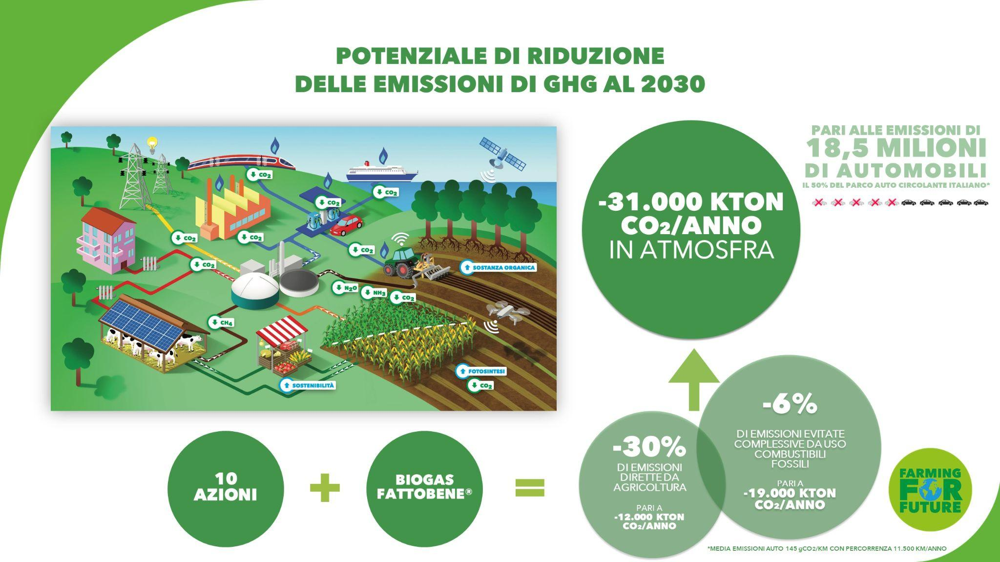 POTENZIALE DI RIDUZIONE
DELLE EMISSIONI DI GHG AL 2030
CO2
CO2
CO2
CO2
CO2
CO2
CO2
SOSTANZA ORGANICA
N2O
NH3
CO2
CH4
FOTOSINTESI
CO2
SOSTENIBILITÀ
-31.000 KTON
CO2/ANNO
IN ATMOSFRA
PARI ALLE EMISSIONI DI
18,5 MILIONI
DI AUTOMOBILI
IL 50% DEL PARCO AUTO CIRCOLANTE ITALIANO*
10
AZIONI
+
BIOGAS
FATTOBENE®
=
-30%
DI EMISSIONI
DIRETTE DA
AGRICOLTURA
PARI A
-12.000 KTON
CO2/ANNO
-6%
DI EMISSIONI EVITATE
COMPLESSIVE DA USO
COMBUSTIBILI
FOSSILI
PARI A
-19.000 KTON
CO2/ANNO
FARMING
FOR
FUTURE
*MEDIA EMISSIONI AUTO 145 gCO2/KM CON PERCORRENZA 11.500 KM/ANNO